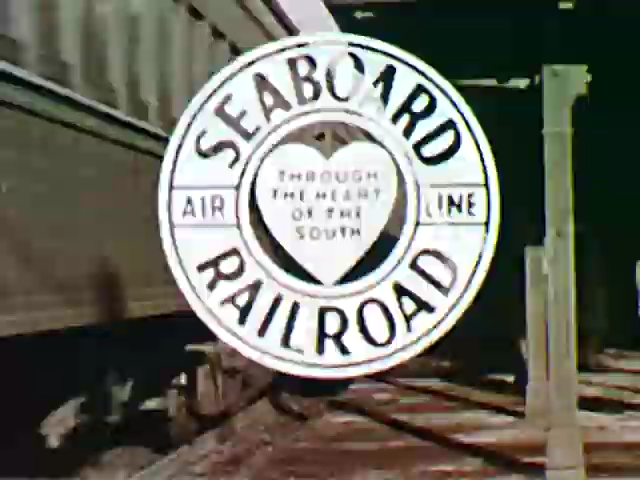 SEABOARD
AIR LINE
THROUGH
THE HEART
OF THE
SOUTH
RAILROAD